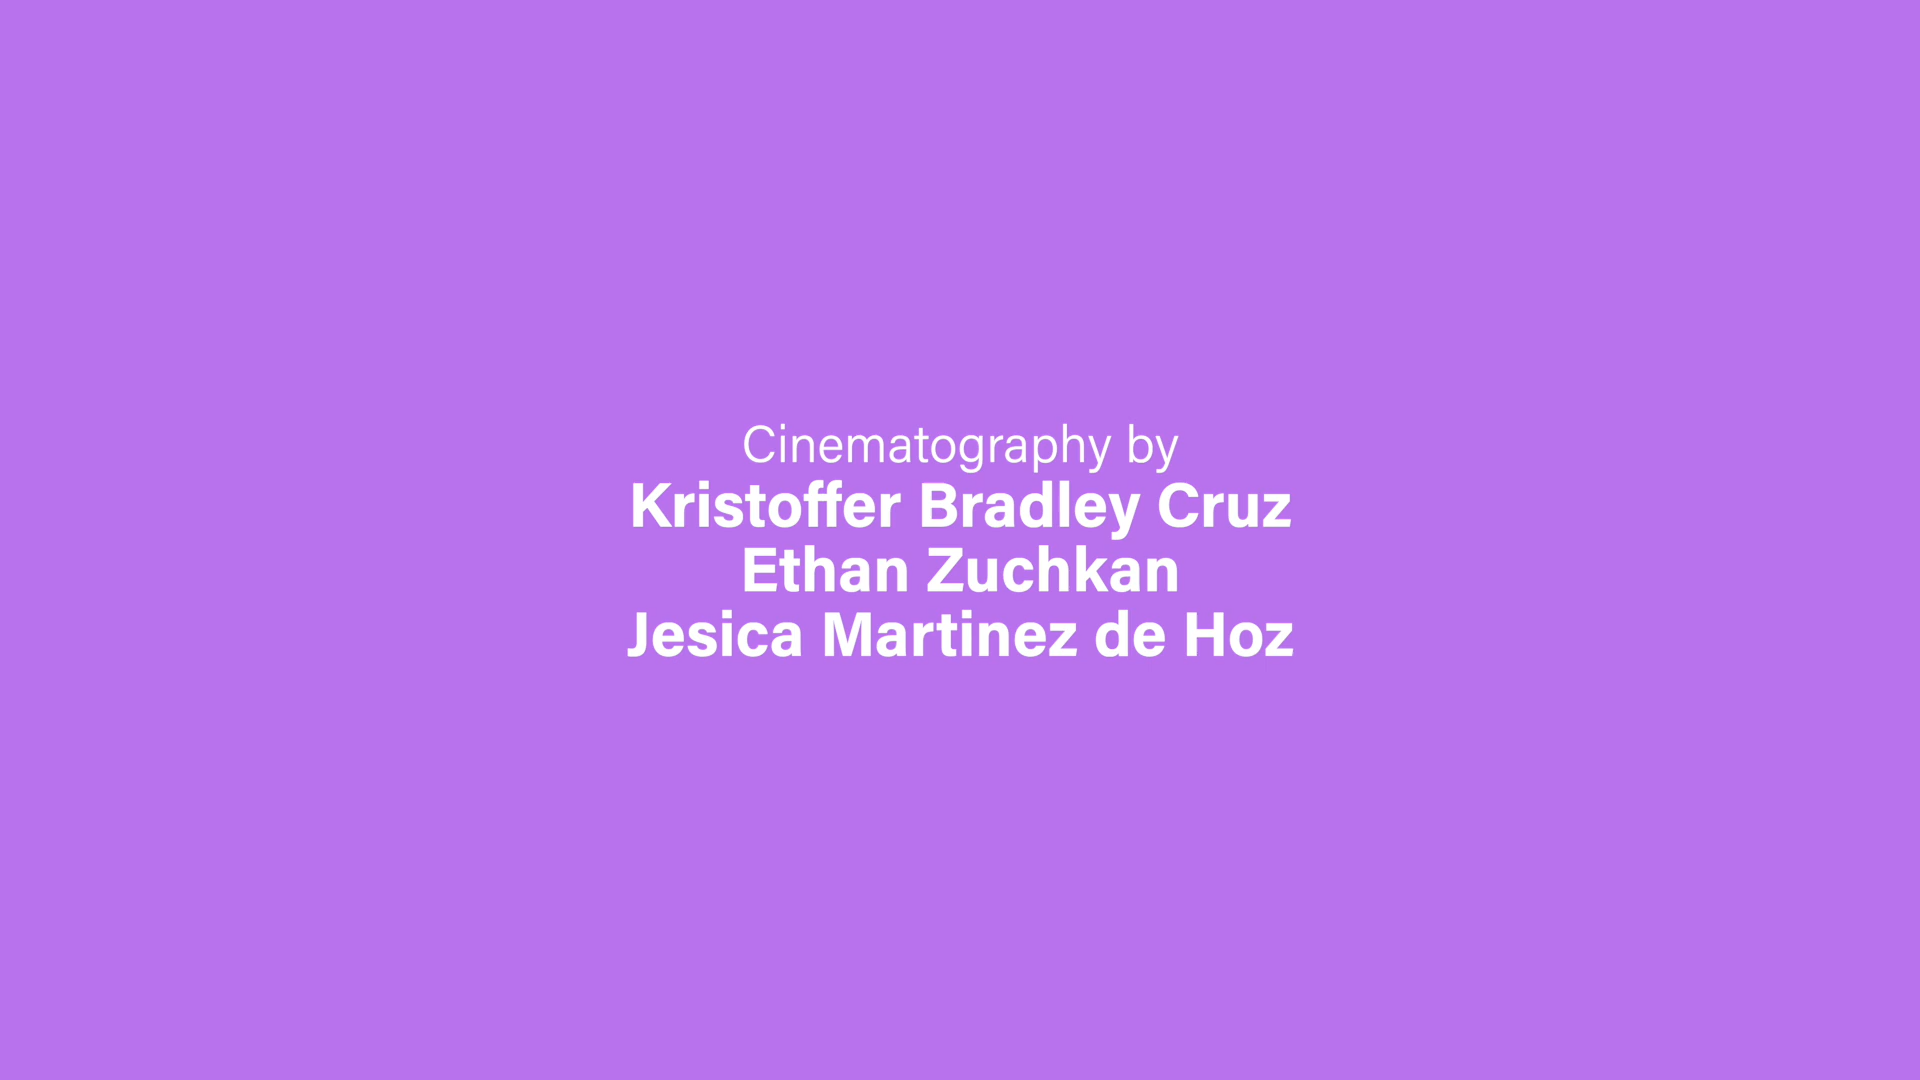 Cinematography by
Kristoffer Bradley Cruz
Ethan Zuchkan
Jesica Martinez de Hoz